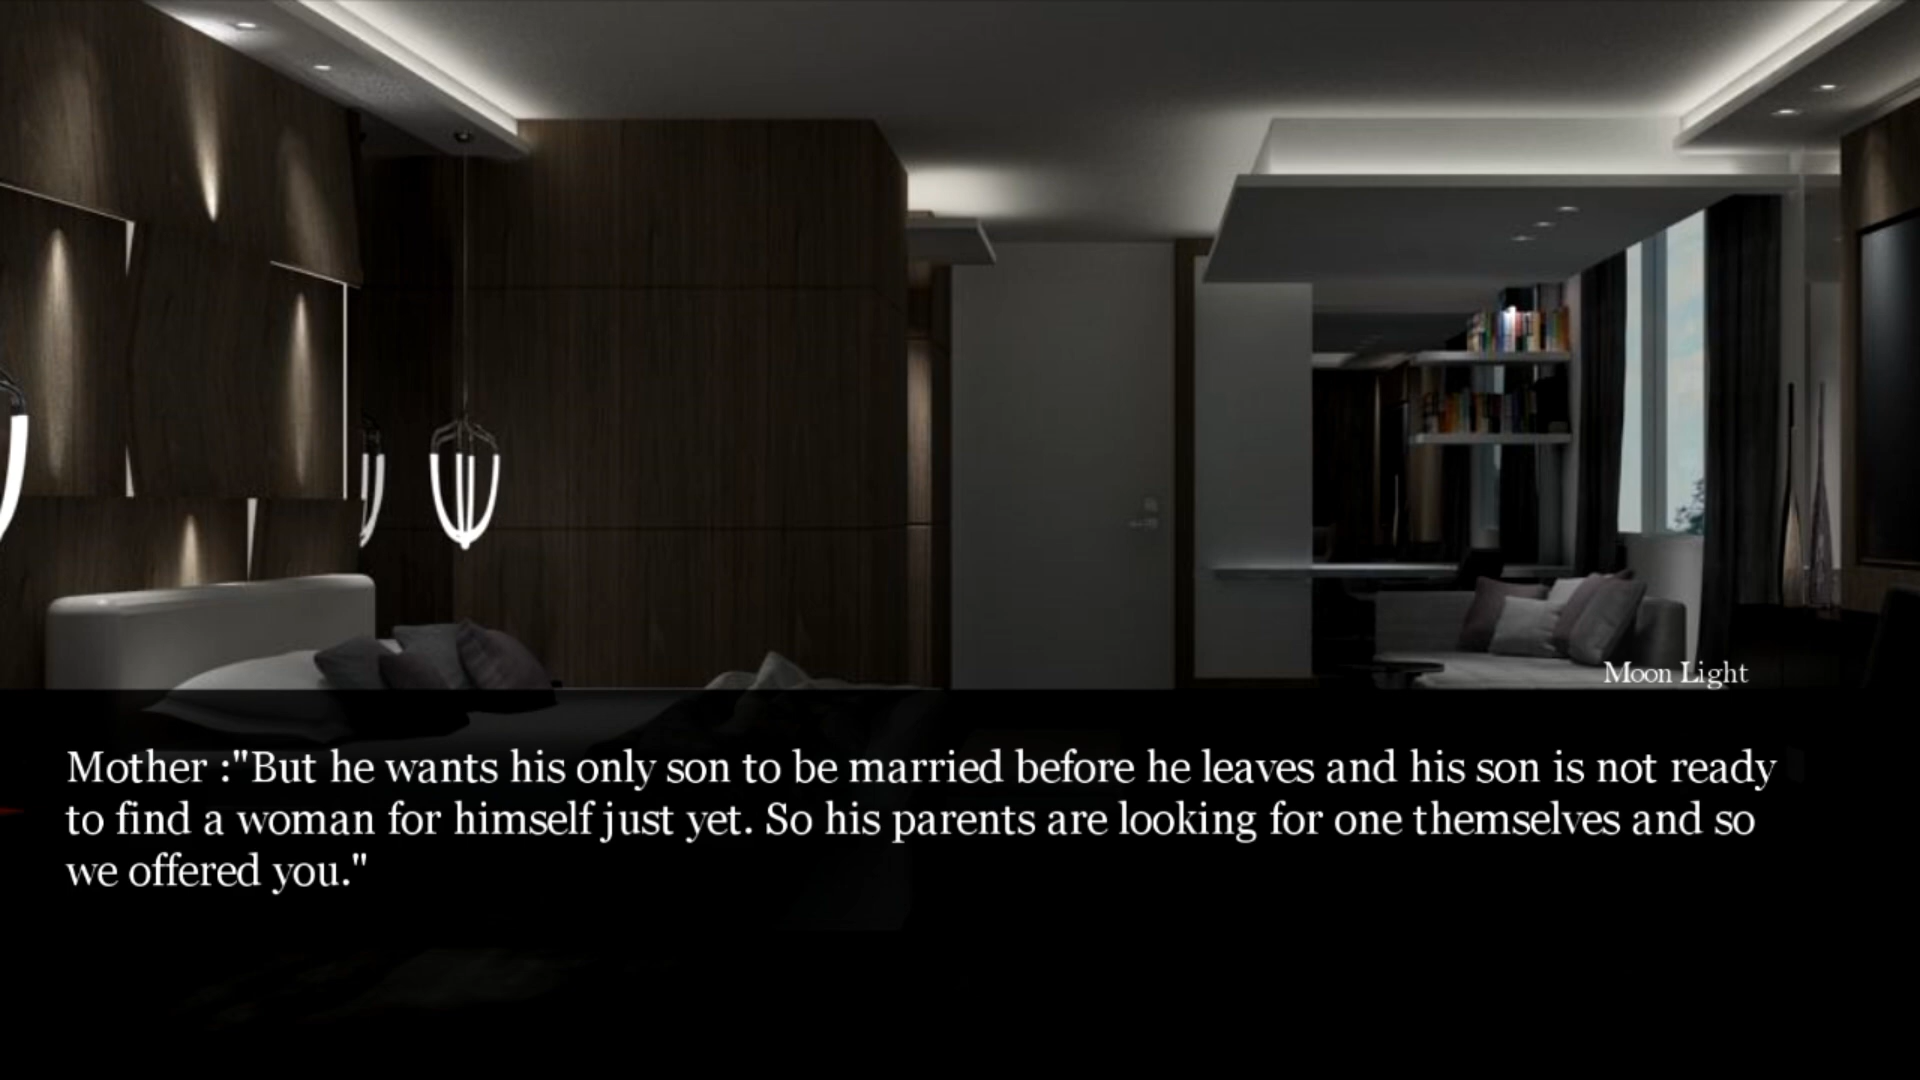 Moon Light
Mother :"But he wants his only son to be married before he leaves and his son is not ready
to find a woman for himself just yet. So his parents are looking for one themselves and so
we offered you."